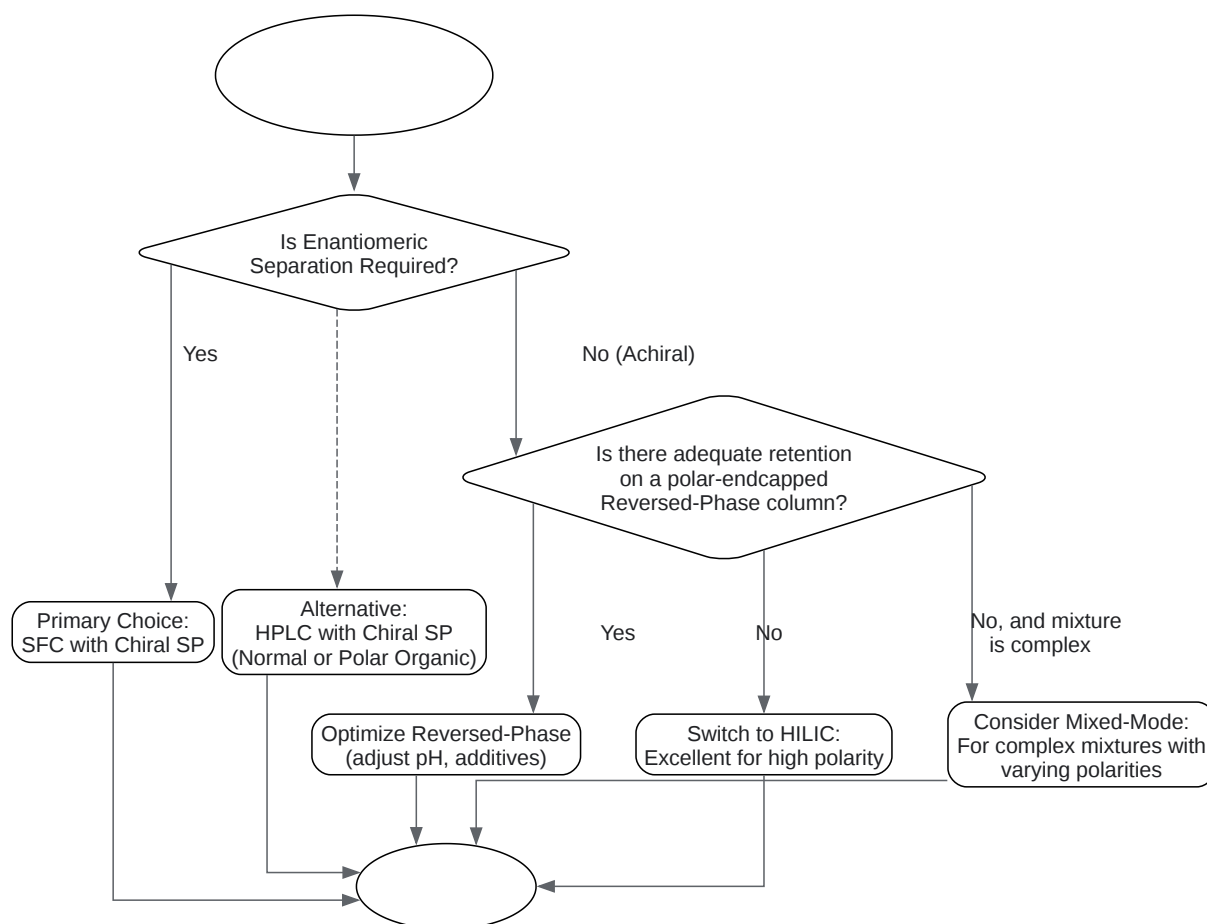 Is Enantiomeric
Separation Required?
Yes
No (Achiral)
Is there adequate retention
on a polar-endcapped
Reversed-Phase column?
Primary Choice:
SFC with Chiral SP
Alternative:
HPLC with Chiral SP
(Normal or Polar Organic)
Yes
No
No, and mixture
is complex
Optimize Reversed-Phase
(adjust pH, additives)
Switch to HILIC:
Excellent for high polarity
Consider Mixed-Mode:
For complex mixtures with
varying polarities